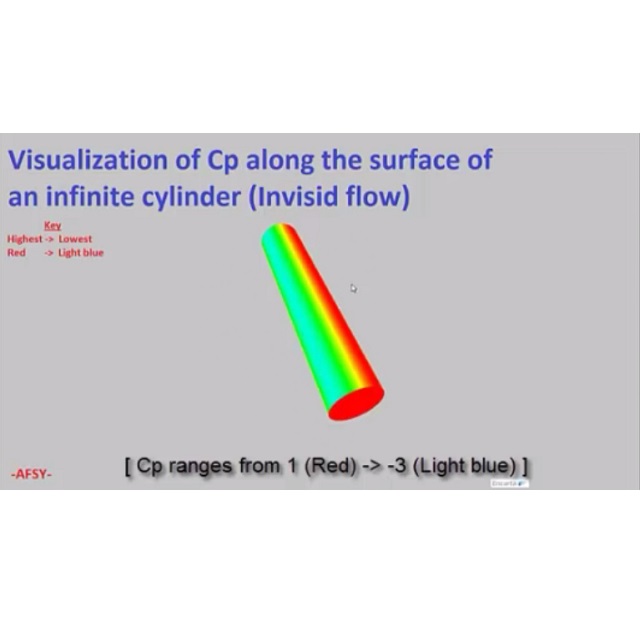 Visualization of Cp along the surface of
an infinite cylinder (Invisid flow)
Key
Highest -> Lowest
Red -> Light blue
-AFSY-
[ Cp ranges from 1 (Red) -> -3 (Light blue) ]